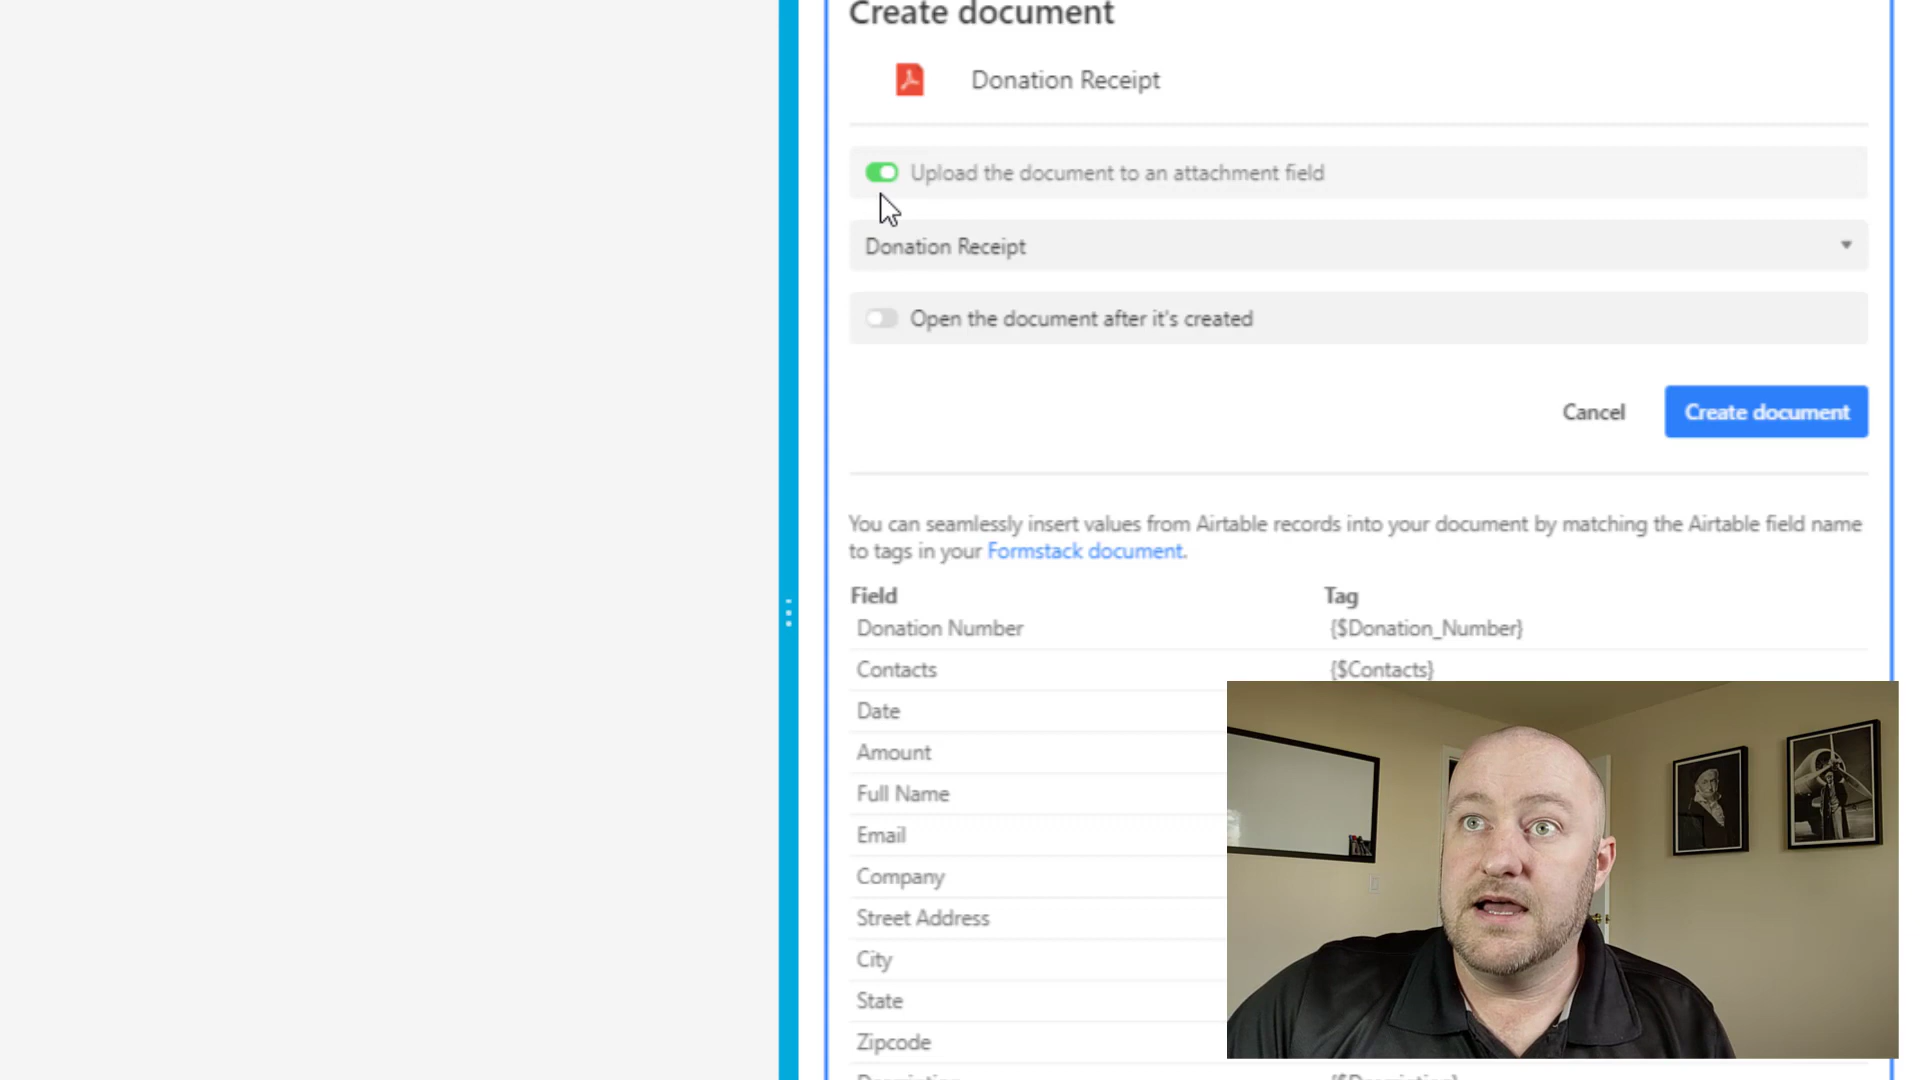 Create document
Donation Receipt
Upload the document to an attachment field
Donation Receipt
Open the document after it's created
Cancel
Create document
You can seamlessly insert values from Airtable records into your document by matching the Airtable field name
to tags in your Formstack document.
Field Tag
Donation Number {$Donation_Number}
Contacts {$Contacts}
Date
Amount
Full Name
Email
Company
Street Address
City
State
Zipcode